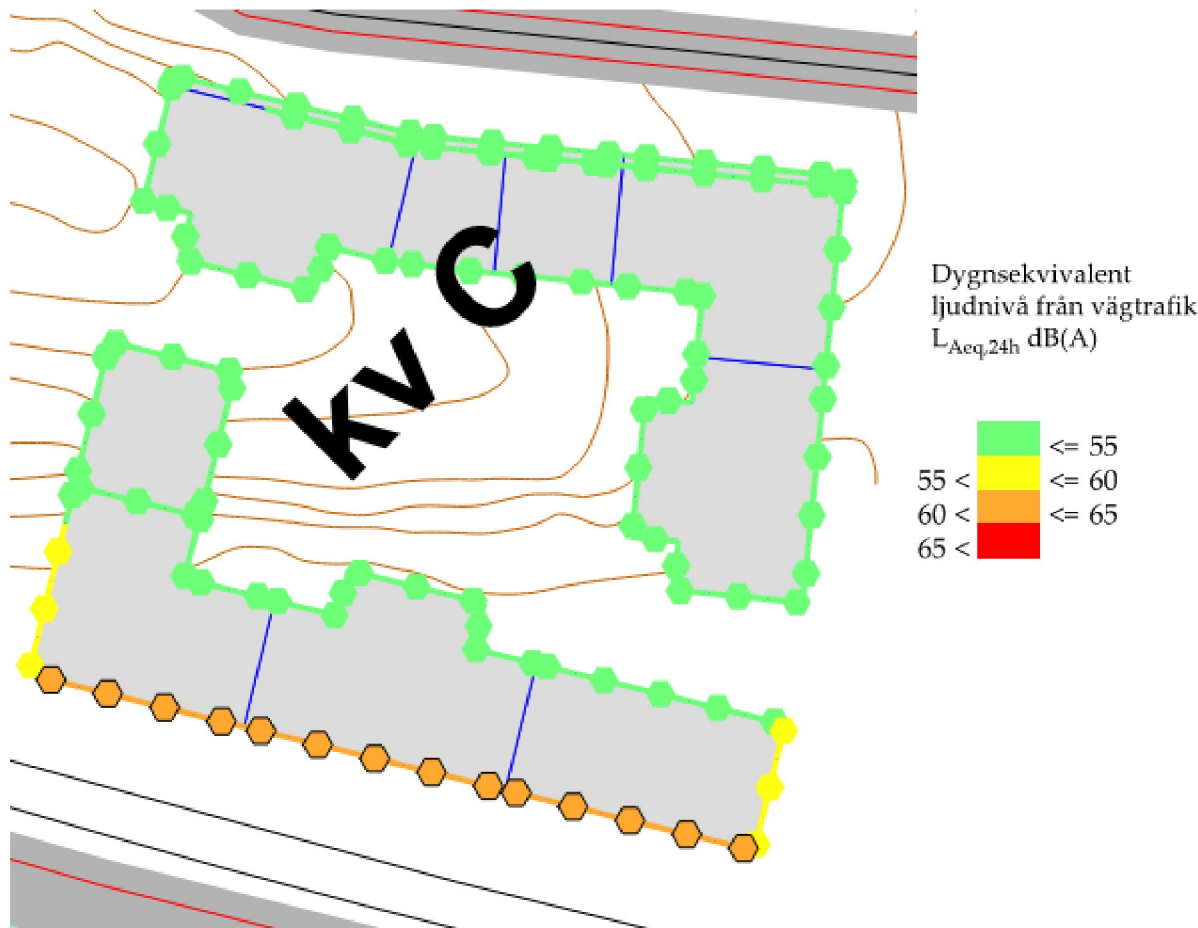 kv C
Dygnsekvivalent
ljudnivå från vägtrafik
LAeq,24h dB(A)
<= 55
55 < <= 60
60 < <= 65
65 <